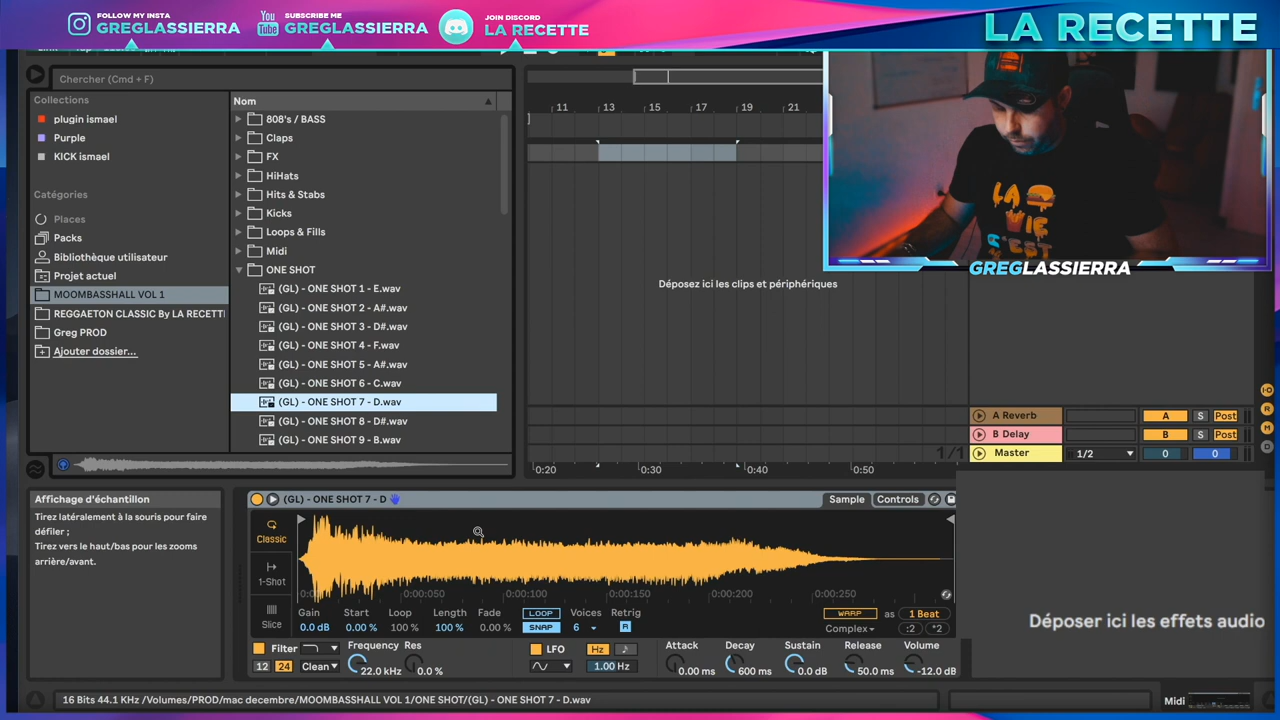 FOLLOW MY INSTA
GREGLASSIERRA
SUBSCRIBE ME
GREGLASSIERRA
JOIN DISCORD
LA RECETTE
LA RECETTE
Chercher (Cmd + F)
Collections
plugin ismael
Purple
KICK ismael
Catégories
Places
Packs
Bibliothèque utilisateur
Projet actuel
MOOMBASSHALL VOL 1
REGGAETON CLASSIC By LA RECETT
Greg PROD
Ajouter dossier...
Nom
808's / BASS
Claps
FX
HiHats
Hits & Stabs
Kicks
Loops & Fills
Midi
ONE SHOT
(GL) - ONE SHOT 1 - E.wav
(GL) - ONE SHOT 2 - A#.wav
(GL) - ONE SHOT 3 - D#.wav
(GL) - ONE SHOT 4 - F.wav
(GL) - ONE SHOT 5 - A#.wav
(GL) - ONE SHOT 6 - C.wav
(GL) - ONE SHOT 7 - D.wav
(GL) - ONE SHOT 8 - D#.wav
(GL) - ONE SHOT 9 - B.wav
11 13 15 17 19 21
Déposez ici les clips et périphériques
LA
VIE
C'EST
GREGLASSIERRA
A Reverb A S Post
B Delay B S Post
Master 1/2 0 0
1/1
0:20 0:30 0:40 0:50
I-O
R
M
D
Affichage d'échantillon
Tirez latéralement à la souris pour faire
défiler ;
Tirez vers le haut/bas pour les zooms
arrière/avant.
(GL) - ONE SHOT 7 - D
Sample Controls
Classic
1-Shot
Slice
0:00:050 0:00:100 0:00:150 0:00:200 0:00:250
Gain Start Loop Length Fade LOOP Voices Retrig WARP as 1 Beat
0.0 dB 0.00 % 100 % 100 % 0.00 % SNAP 6 R Complex :2 *2
Filter Frequency Res LFO Hz Attack Decay Sustain Release Volume
12 24 Clean 22.0 kHz 0.0 % 1.00 Hz 0.00 ms 600 ms 0.0 dB 50.0 ms -12.0 dB
Déposer ici les effets audio
16 Bits 44.1 KHz /Volumes/PROD/mac decembre/MOOMBASSHALL VOL 1/ONE SHOT/(GL) - ONE SHOT 7 - D.wav
Midi